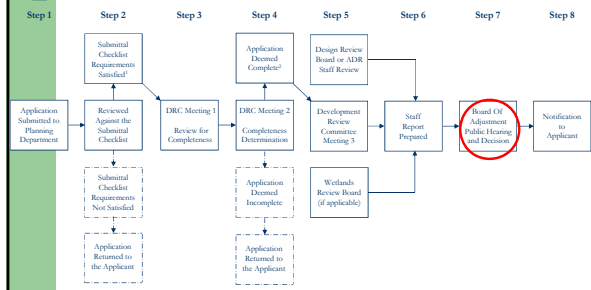 Step 1
Step 2
Step 3
Step 4
Step 5
Step 6
Step 7
Step 8
Submittal
Checklist
Requirements
Satisfied¹
Application
Deemed
Complete²
Design Review
Board or ADR
Staff Review
Application
Submitted to
Planning
Department
Reviewed
Against the
Submittal
Checklist
DRC Meeting 1
Review for
Completeness
DRC Meeting 2
Completeness
Determination
Development
Review
Committee
Meeting 3
Staff
Report
Prepared
Board Of
Adjustment
Public Hearing
and Decision
Notification
to
Applicant
Submittal
Checklist
Requirements
Not Satisfied
Application
Deemed
Incomplete
Wetlands
Review Board
(if applicable)
Application
Returned to
the Applicant
Application
Returned to
the Applicant